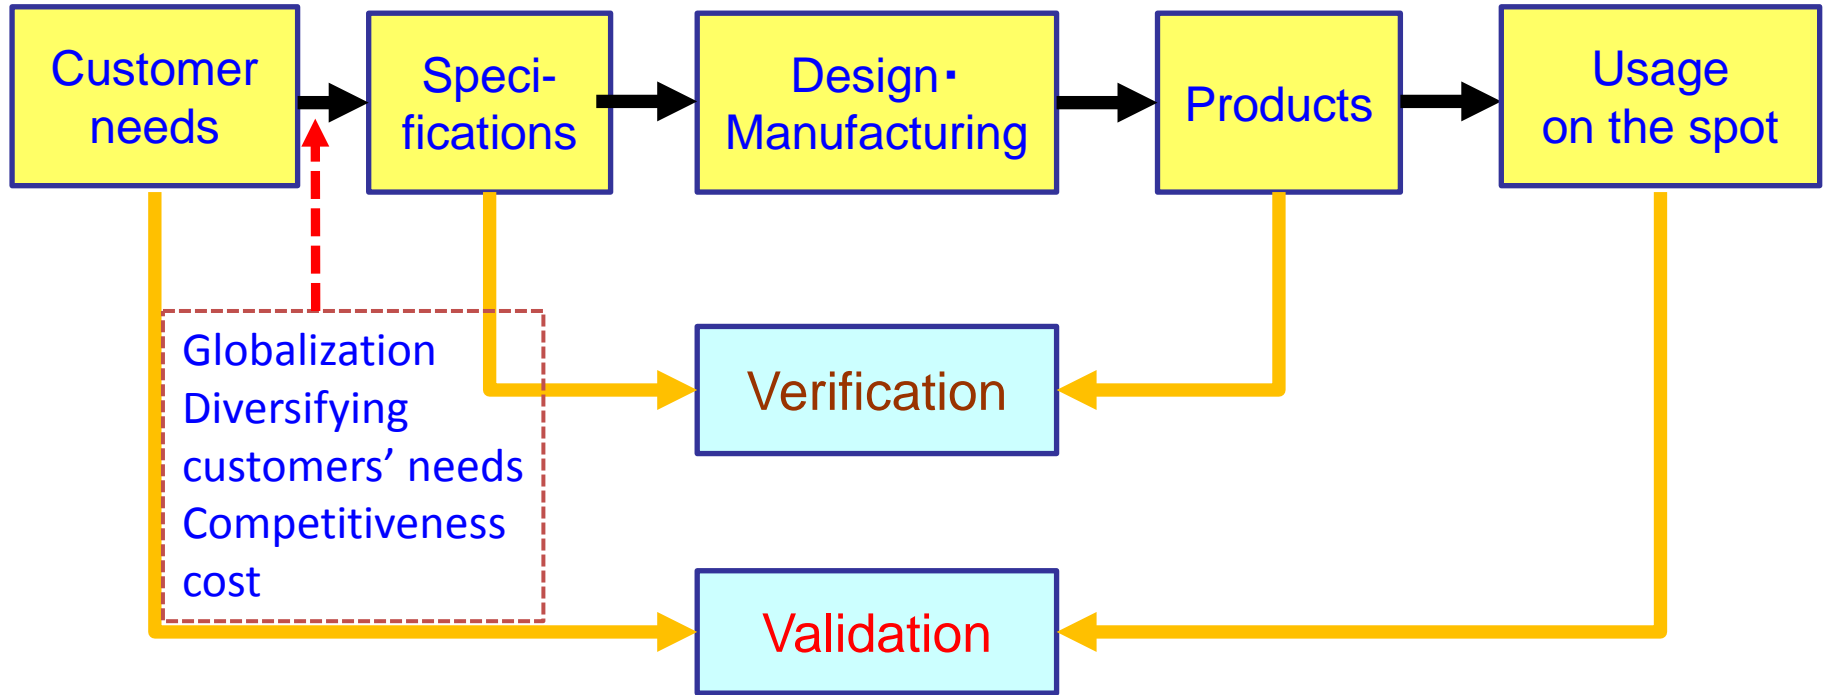 Customer
needs
Speci-
fications
Design・
Manufacturing
Products
Usage
on the spot
Globalization
Diversifying
customers’ needs
Competitiveness
cost
Verification
Validation